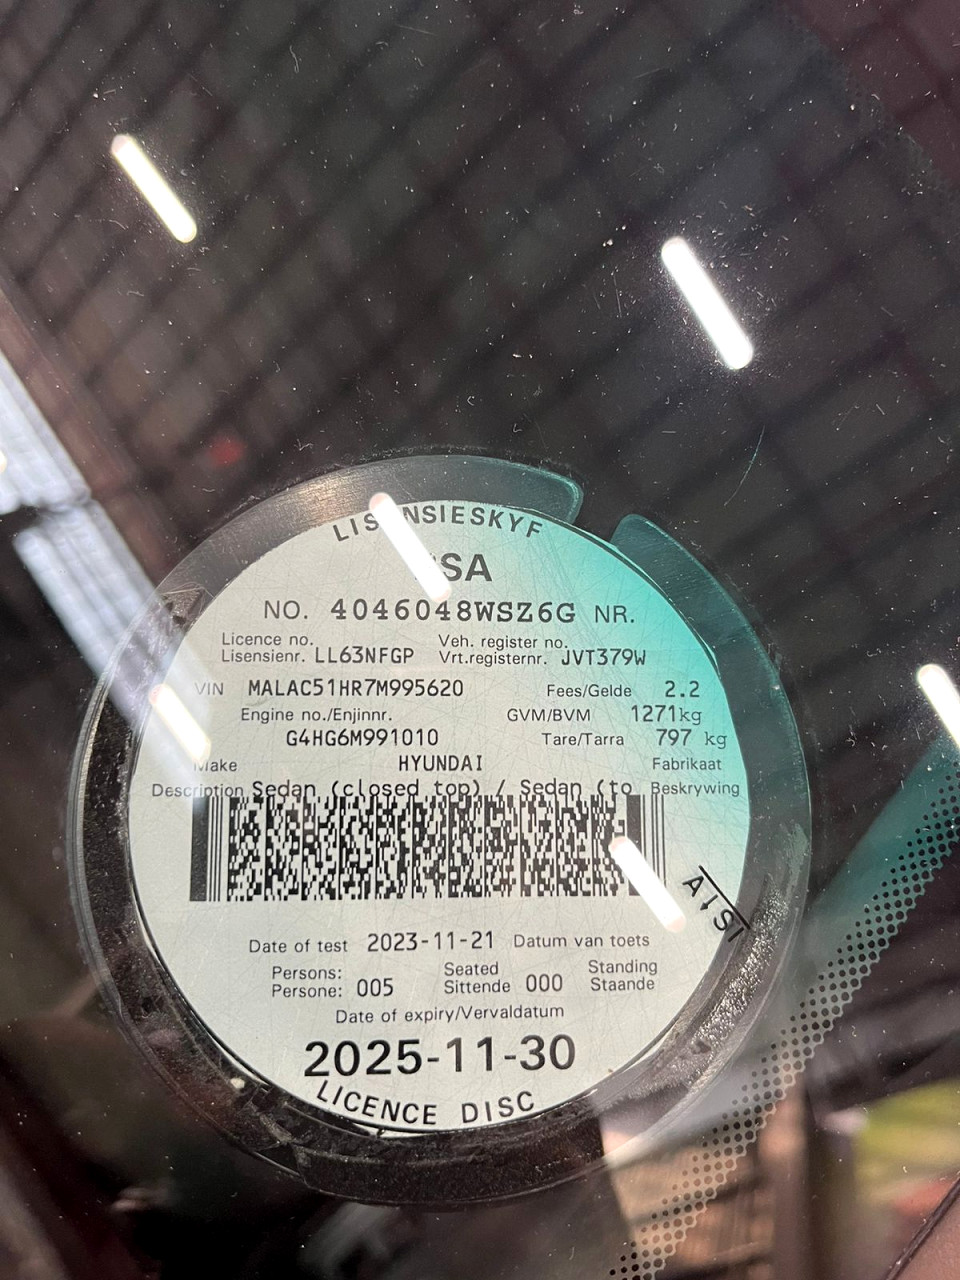 NSIESKYF
SA
NO. 4046048WSZ6G NR.
Licence no. Veh. register no.
Lisensienr. LL63NFGP Vrt.registernr. JVT379W
VIN MALAC51HR7M995620 Fees/Gelde 2.2
Engine no./Enjinnr. GVM/BVM 1271kg
G4HG6M991010 Tare/Tarra 797 kg
Make HYUNDAI Fabrikaat
Description Sedan (closed top) / Sedan (to Beskrywing
Date of test 2023-11-21 Datum van toets
Persons: Seated Standing
Persone: 005 Sittende 000 Staande
Date of expiry/Vervaldatum
2025-11-30
LICENCE DISC